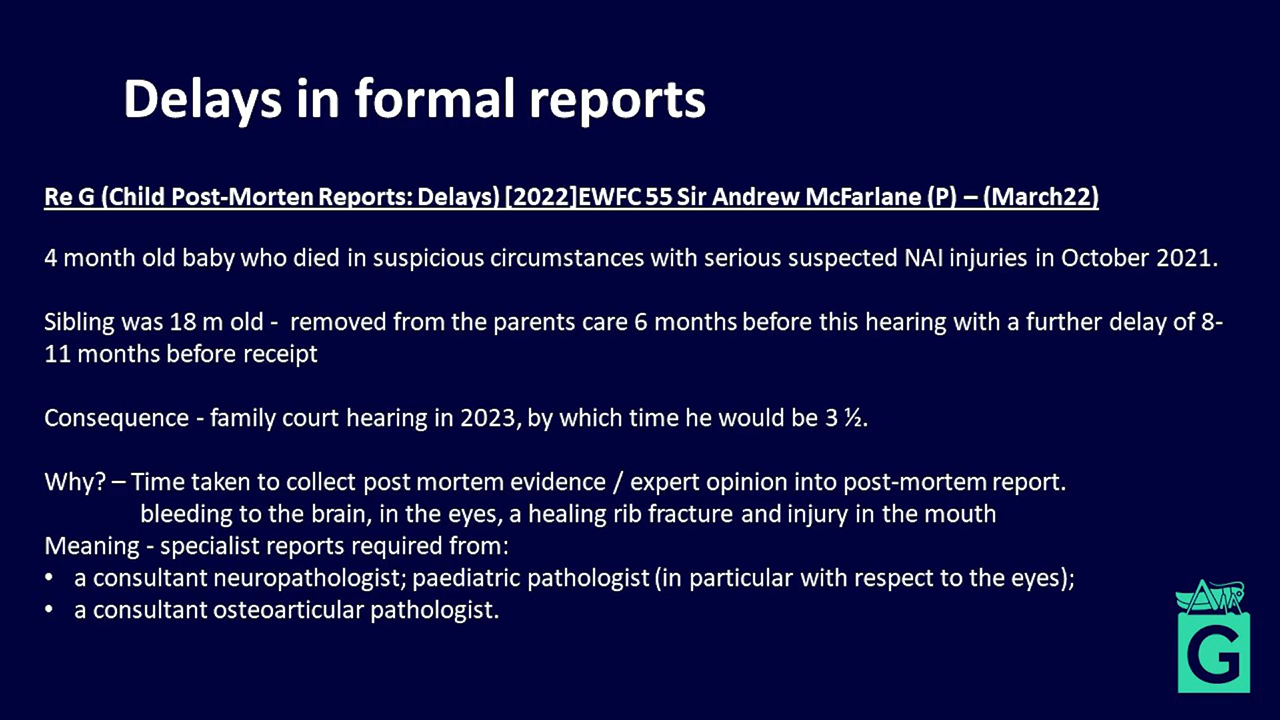 Delays in formal reports
Re G (Child Post-Morten Reports: Delays) [2022]EWFC 55 Sir Andrew McFarlane (P) – (March22)
4 month old baby who died in suspicious circumstances with serious suspected NAI injuries in October 2021.
Sibling was 18 m old - removed from the parents care 6 months before this hearing with a further delay of 8-
11 months before receipt
Consequence - family court hearing in 2023, by which time he would be 3 ½.
Why? – Time taken to collect post mortem evidence / expert opinion into post-mortem report.
bleeding to the brain, in the eyes, a healing rib fracture and injury in the mouth
Meaning - specialist reports required from:
• a consultant neuropathologist; paediatric pathologist (in particular with respect to the eyes);
• a consultant osteoarticular pathologist.
G